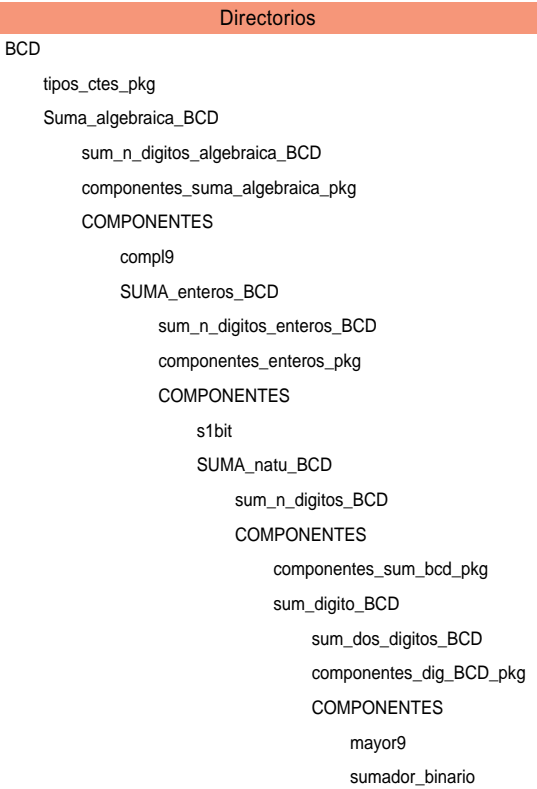 Directorios
BCD
tipos_ctes_pkg
Suma_algebraica_BCD
sum_n_digitos_algebraica_BCD
componentes_suma_algebraica_pkg
COMPONENTES
compl9
SUMA_enteros_BCD
sum_n_digitos_enteros_BCD
componentes_enteros_pkg
COMPONENTES
s1bit
SUMA_natu_BCD
sum_n_digitos_BCD
COMPONENTES
componentes_sum_bcd_pkg
sum_digito_BCD
sum_dos_digitos_BCD
componentes_dig_BCD_pkg
COMPONENTES
mayor9
sumador_binario